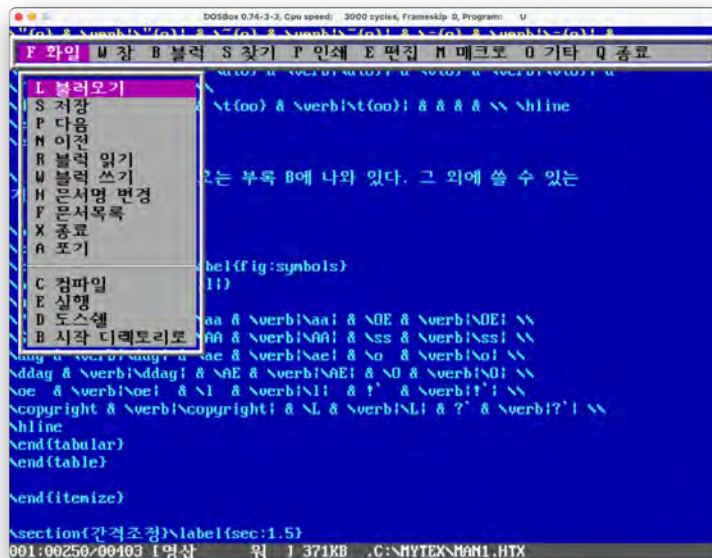 DOSBox 0.74-3-3, Cpu speed: 3000 cycles, Frameskip 0, Program: U
F 화일 W 창 B 블럭 S 찾기 P 인쇄 E 편집 M 매크로 O 기타 Q 종료
L 불러오기
S 저장 & \t{oo} & \verb|\t{oo}| & & & & \\ \hline
P 다음
N 이전
R 블럭 읽기
W 블럭 쓰기 는 부록 B에 나와 있다. 그 외에 쓸 수 있는
H 문서명 변경
F 문서목록
X 종료
A 포기
bel{fig:symbols}
C 컴파일
E 실행
D 도스쉘 aa & \verb|\aa| & \OE & \verb|\OE| \\
B 시작 디렉토리로 AA & \verb|\AA| & \ss & \verb|\ss| \\
\dag & \verb|\dag| & \ae & \verb|\ae| & \o & \verb|\o| \\
\ddag & \verb|\ddag| & \AE & \verb|\AE| & \O & \verb|\O| \\
\oe & \verb|\oe| & \l & \verb|\l| & !` & \verb|!`| \\
\copyright & \verb|\copyright| & \L & \verb|\L| & ?` & \verb|?`| \\
\hline
\end{tabular}
\end{table}
\end{itemize}
\section{간격조정}\label{sec:1.5}
001:00250/00403 [영삽 워 ] 371KB .C:\MYTEX\MAN1.HTX